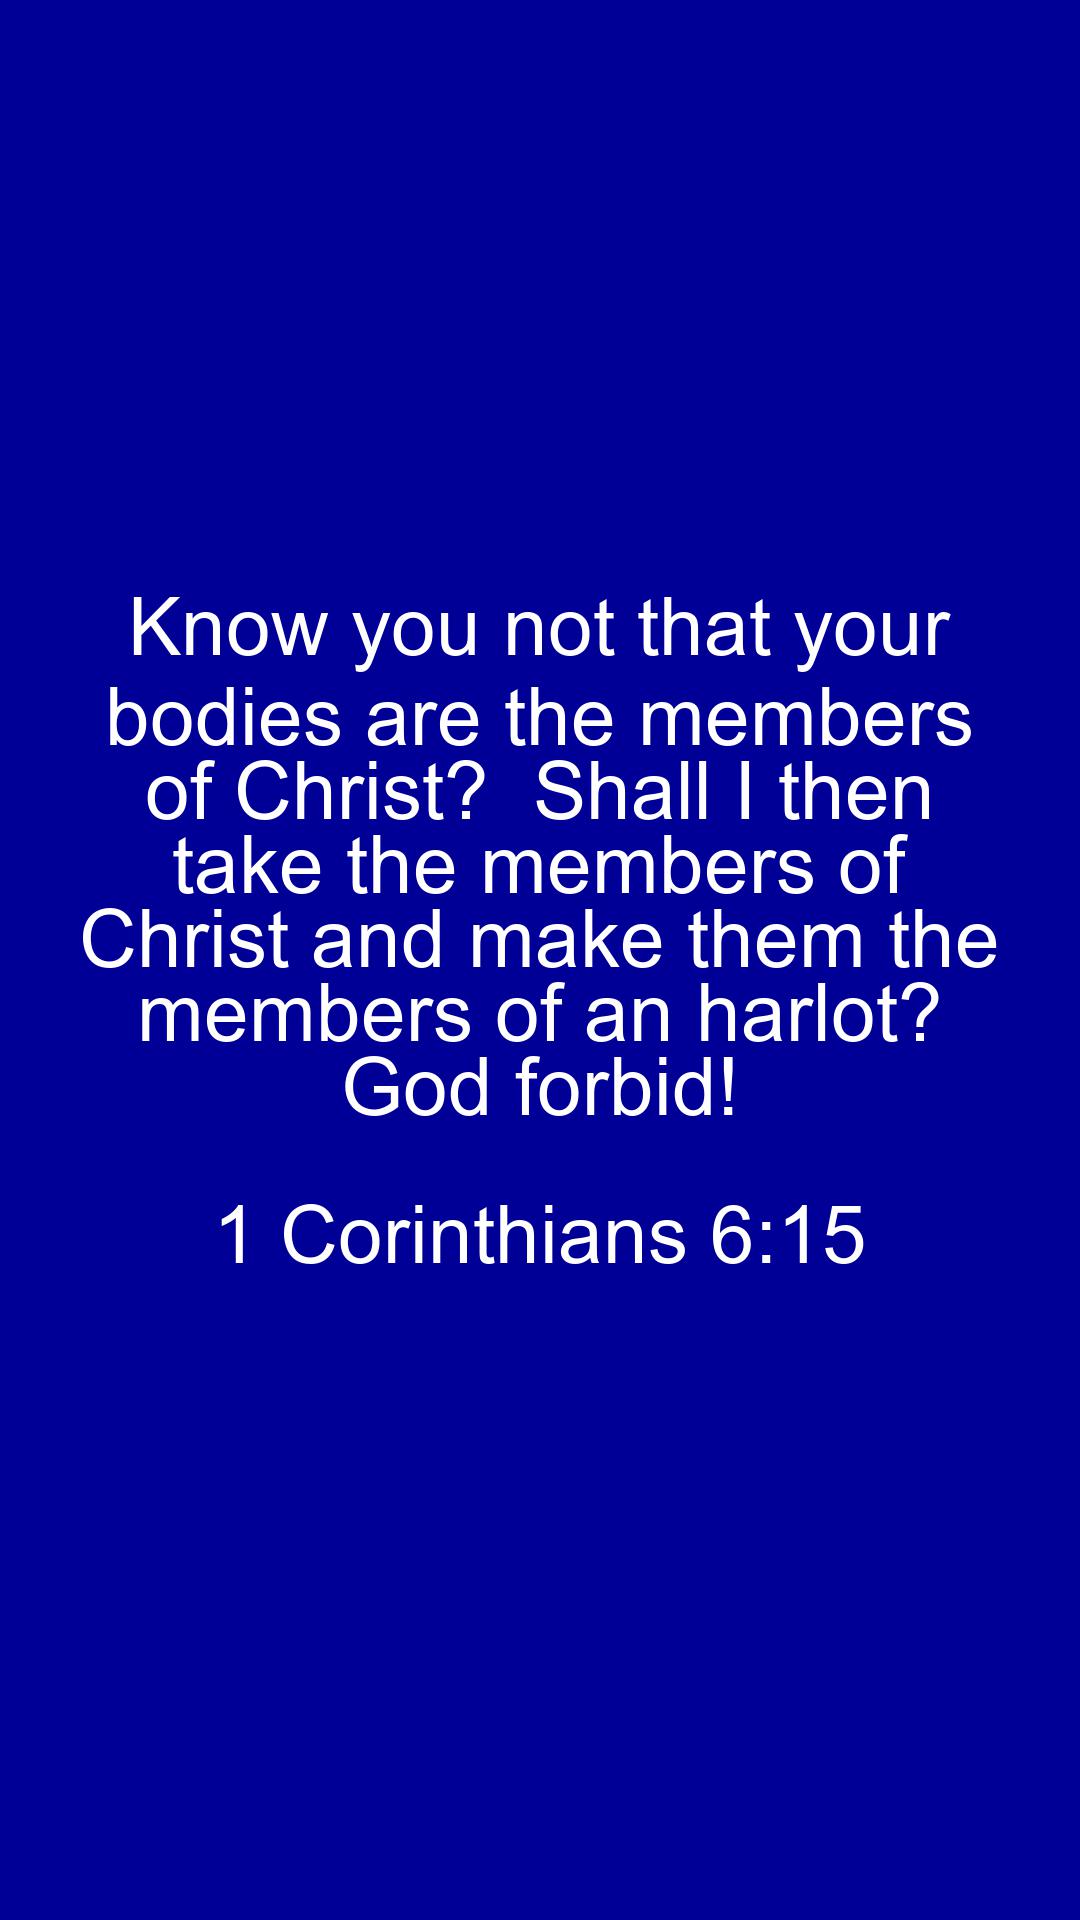 Know you not that your
bodies are the members
of Christ?  Shall I then
take the members of
Christ and make them the
members of an harlot?
God forbid!
1 Corinthians 6:15